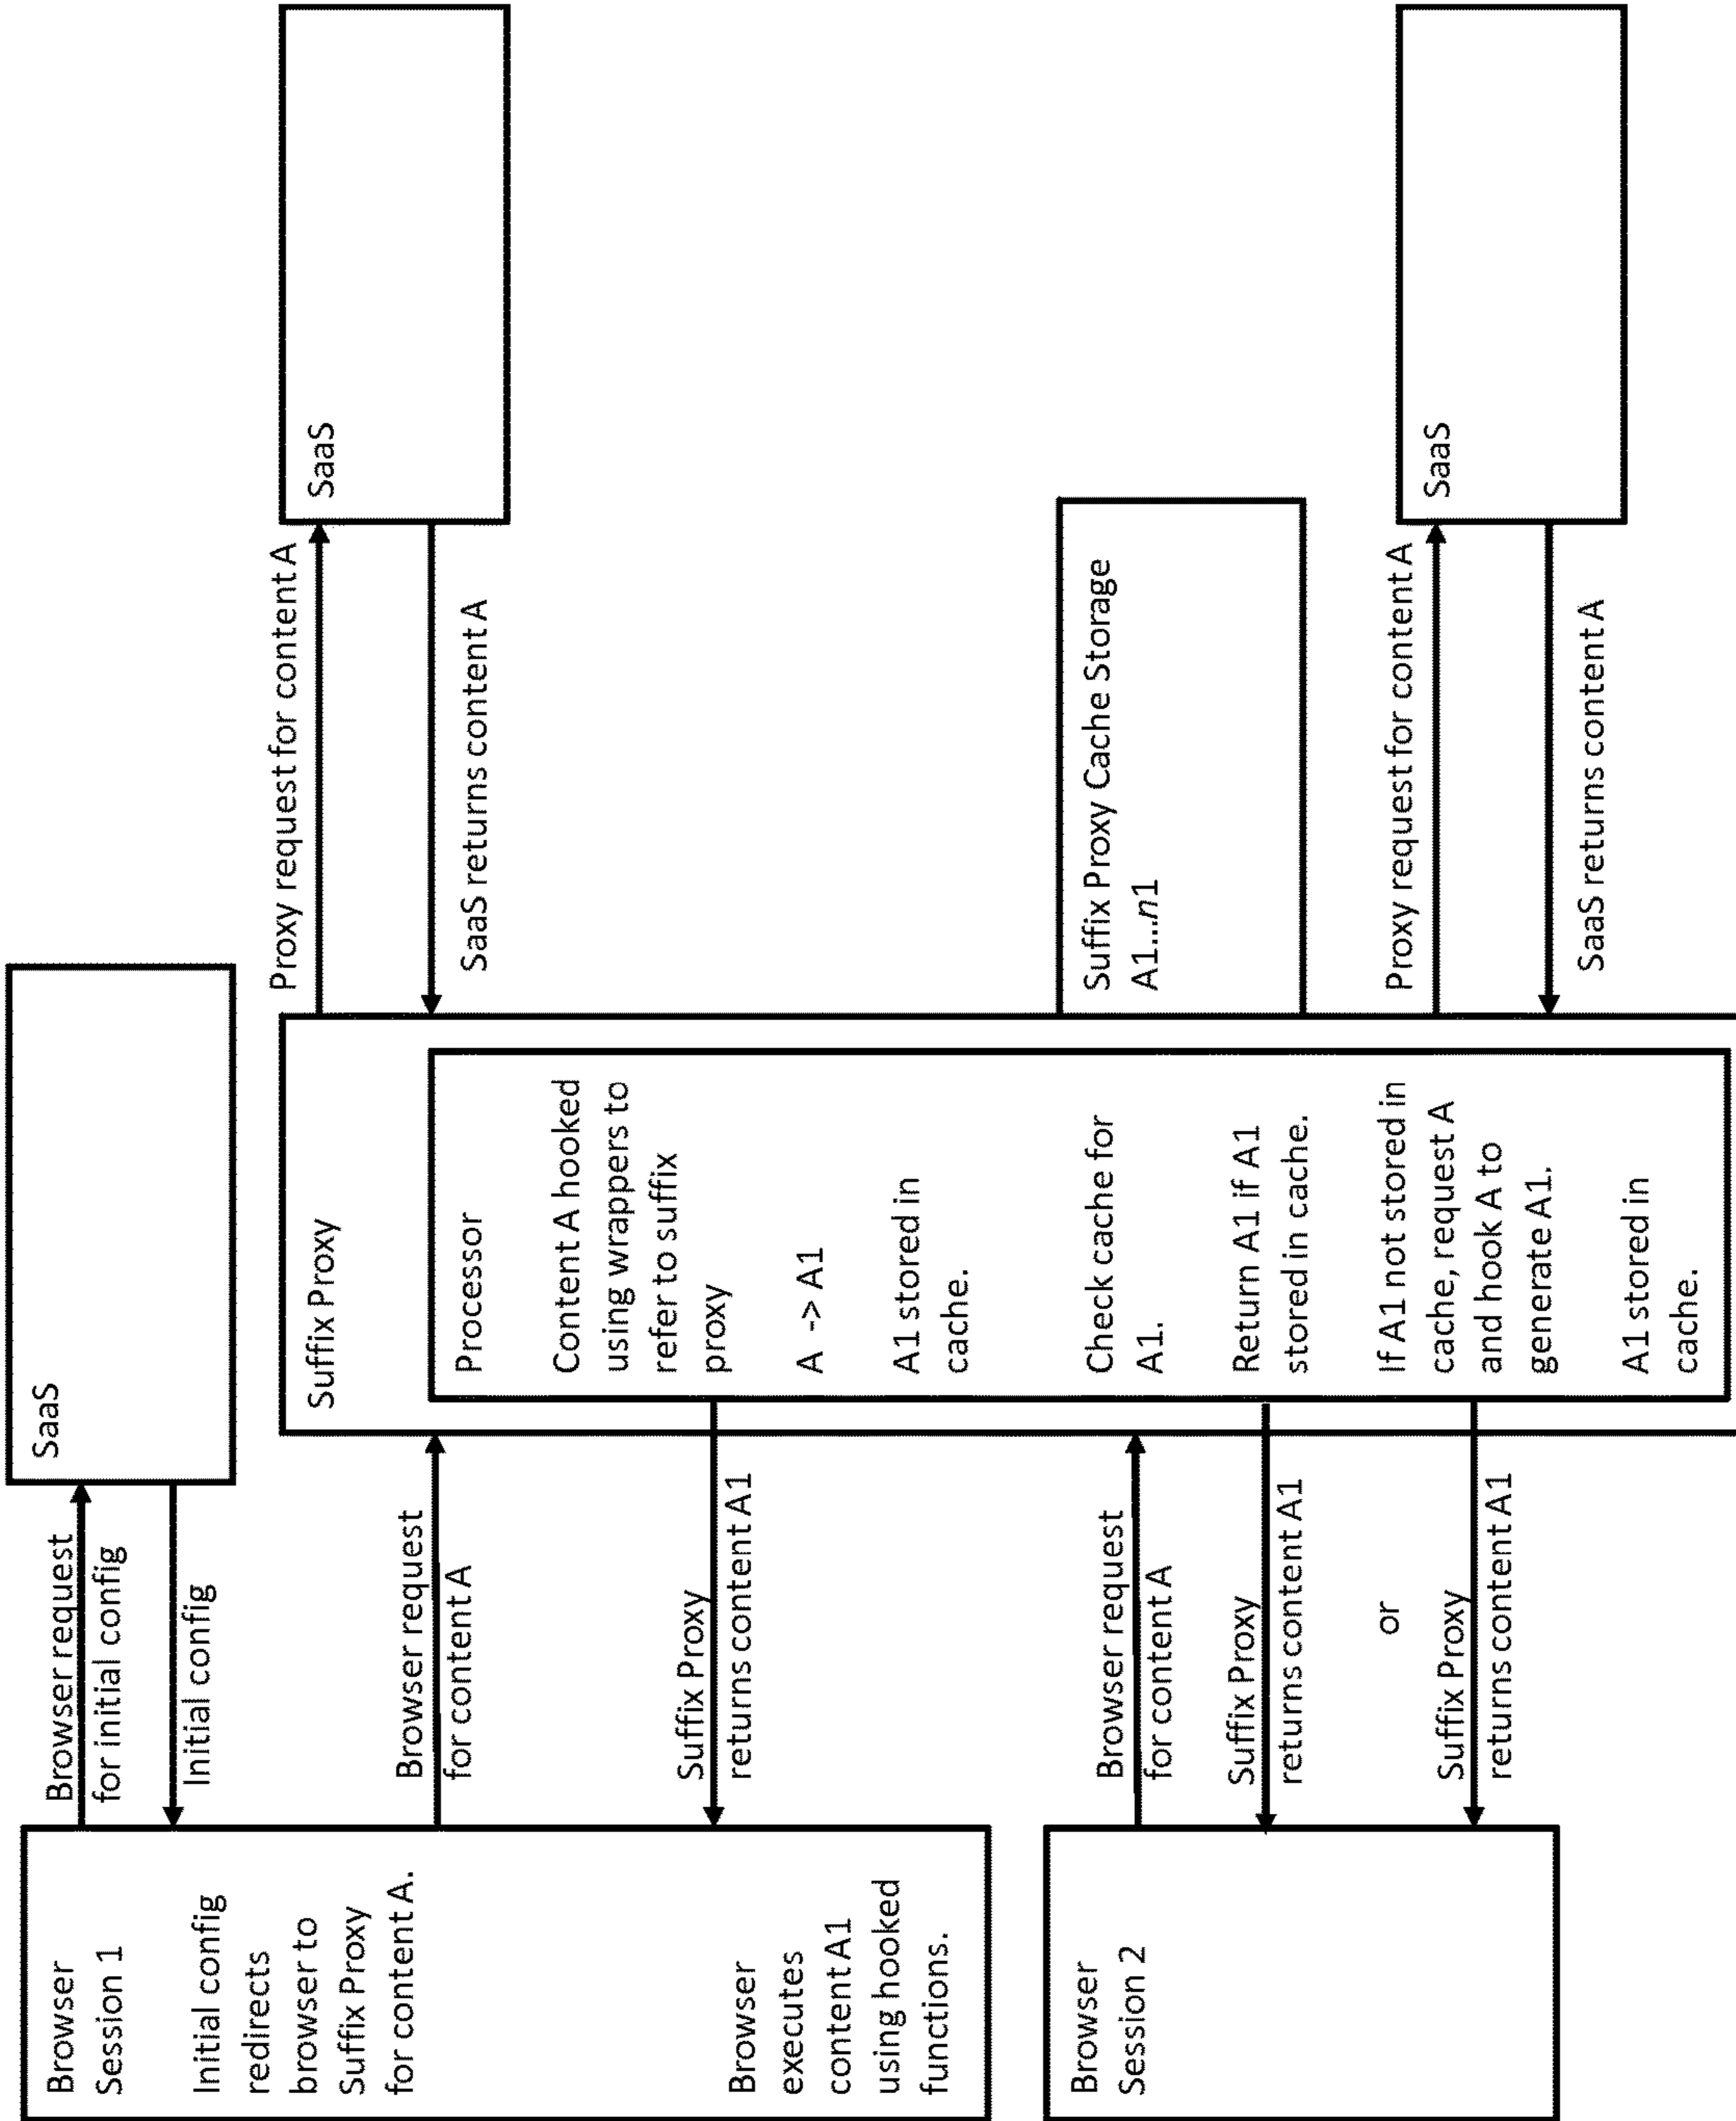 Browser
Session 1
Initial config
redirects
browser to
Suffix Proxy
for content A.
Browser
executes
content A1
using hooked
functions.
Browser request
for initial config
Initial config
SaaS
Browser request
for content A
Suffix Proxy
returns content A1
Suffix Proxy
Processor
Content A hooked
using wrappers to
refer to suffix
proxy
A -> A1
A1 stored in
cache.
Check cache for
A1.
Return A1 if A1
stored in cache.
If A1 not stored in
cache, request A
and hook A to
generate A1.
A1 stored in
cache.
Proxy request for content A
SaaS returns content A
SaaS
Suffix Proxy Cache Storage
A1...n1
Browser
Session 2
Browser request
for content A
Suffix Proxy
returns content A1
or
Suffix Proxy
returns content A1
Proxy request for content A
SaaS returns content A
SaaS